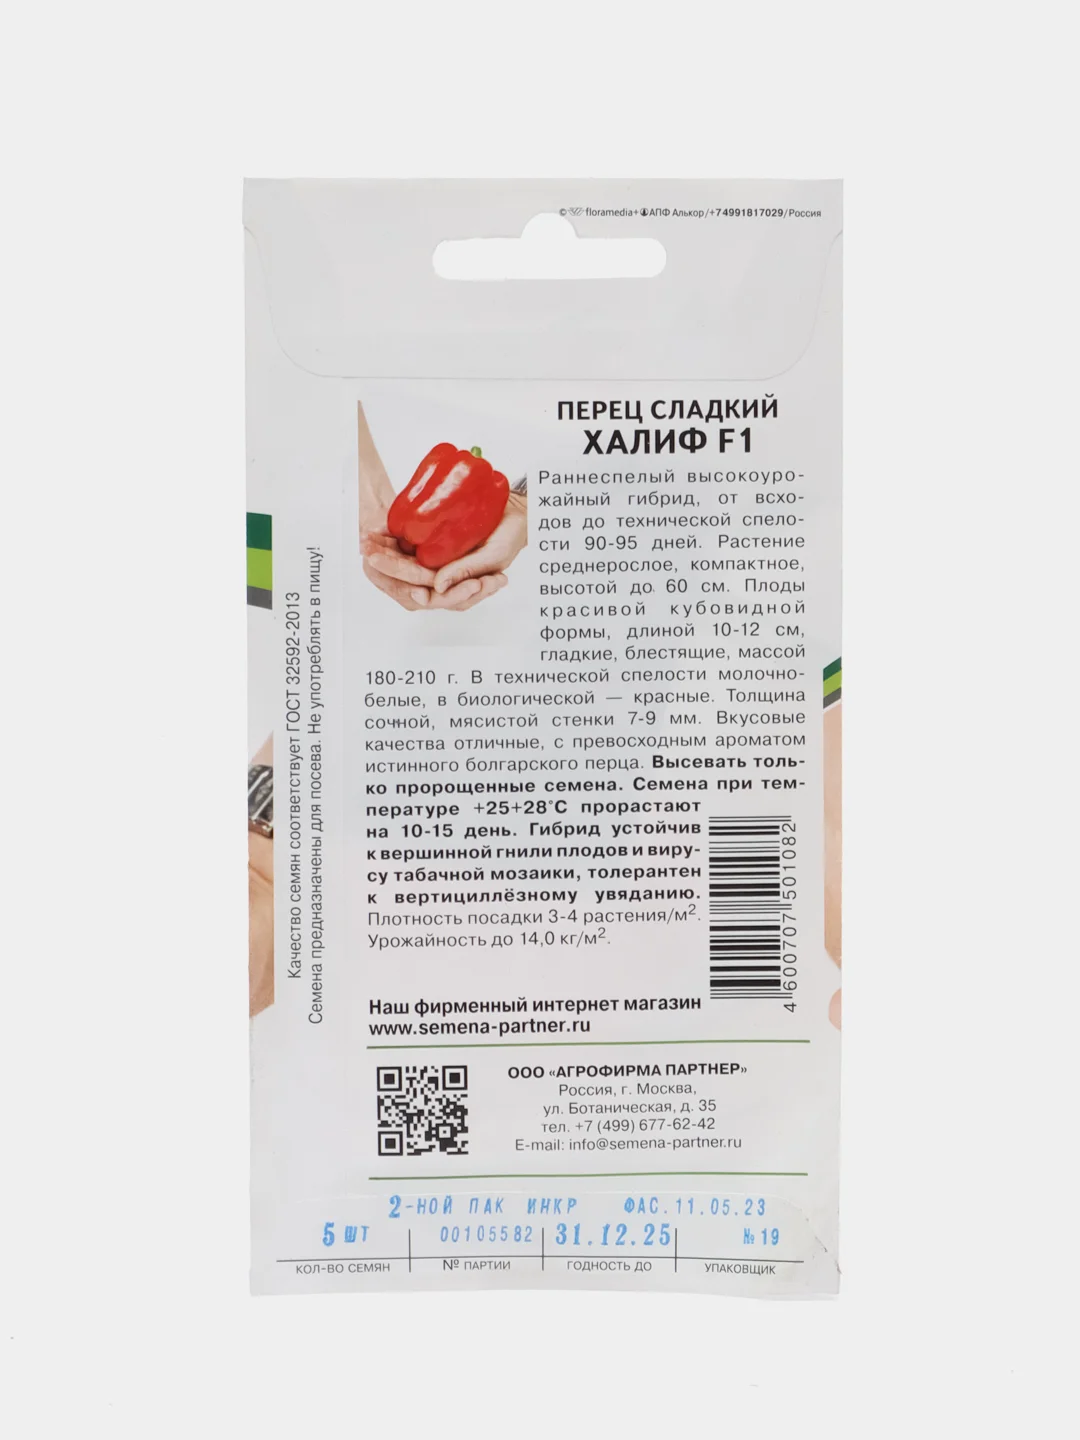 © floramedia+ АПФ Алькор/+74991817029/Россия
ПЕРЕЦ СЛАДКИЙ
ХАЛИФ F1
Раннеспелый высокоуро-
жайный гибрид, от всхо-
дов до технической спело-
сти 90-95 дней. Растение
среднерослое, компактное,
высотой до 60 см. Плоды
красивой кубовидной
формы, длиной 10-12 см,
гладкие, блестящие, массой
180-210 г. В технической спелости молочно-
белые, в биологической — красные. Толщина
сочной, мясистой стенки 7-9 мм. Вкусовые
качества отличные, с превосходным ароматом
истинного болгарского перца. Высевать толь-
ко пророщенные семена. Семена при тем-
пературе +25+28°С прорастают
на 10-15 день. Гибрид устойчив
к вершинной гнили плодов и виру-
су табачной мозаики, толерантен
к вертициллёзному увяданию.
Плотность посадки 3-4 растения/м².
Урожайность до 14,0 кг/м².
4 600707 501082
Качество семян соответствует ГОСТ 32592-2013
Семена предназначены для посева. Не употреблять в пищу!
Наш фирменный интернет магазин
www.semena-partner.ru
ООО «АГРОФИРМА ПАРТНЕР»
Россия, г. Москва,
ул. Ботаническая, д. 35
тел. +7 (499) 677-62-42
E-mail: info@semena-partner.ru
2-НОЙ ПАК ИНКР ФАС.11.05.23
5 ШТ 00105582 31.12.25 № 19
КОЛ-ВО СЕМЯН № ПАРТИИ ГОДНОСТЬ ДО УПАКОВЩИК